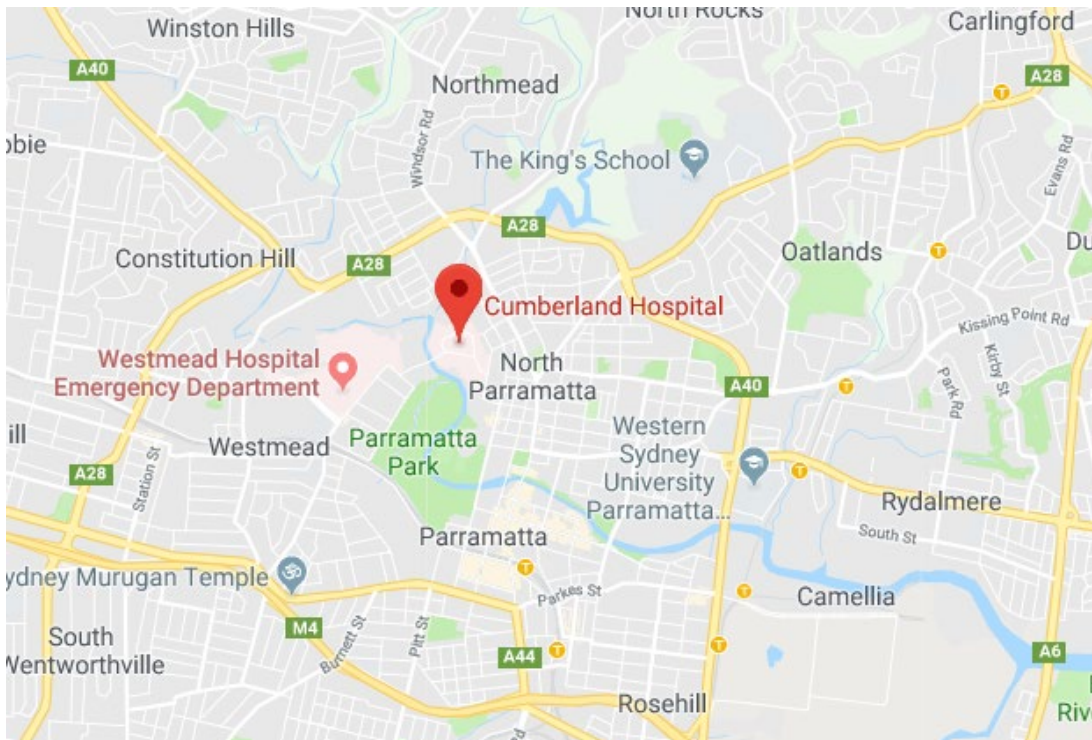 North Rocks
Carlingford
Winston Hills
A40
A28
T
Northmead
bbie
Windsor Rd
The King's School
Evans Rd
A28
Constitution Hill
A28
Oatlands
T
Du
Cumberland Hospital
Kissing Point Rd
Westmead Hospital
Emergency Department
North
Parramatta
A40
T
Kirby St
Park Rd
ill
Westmead
Parramatta
Park
Western
Sydney
University
Parramatta...
A28
Station St
T
Rydalmere
Parramatta
South St
ydney Murugan Temple
T
Parkes St
T
Camellia
M4
South
Wentworthville
Burnett St
Pitt St
A44
T
T
A6
Rosehill
Riv